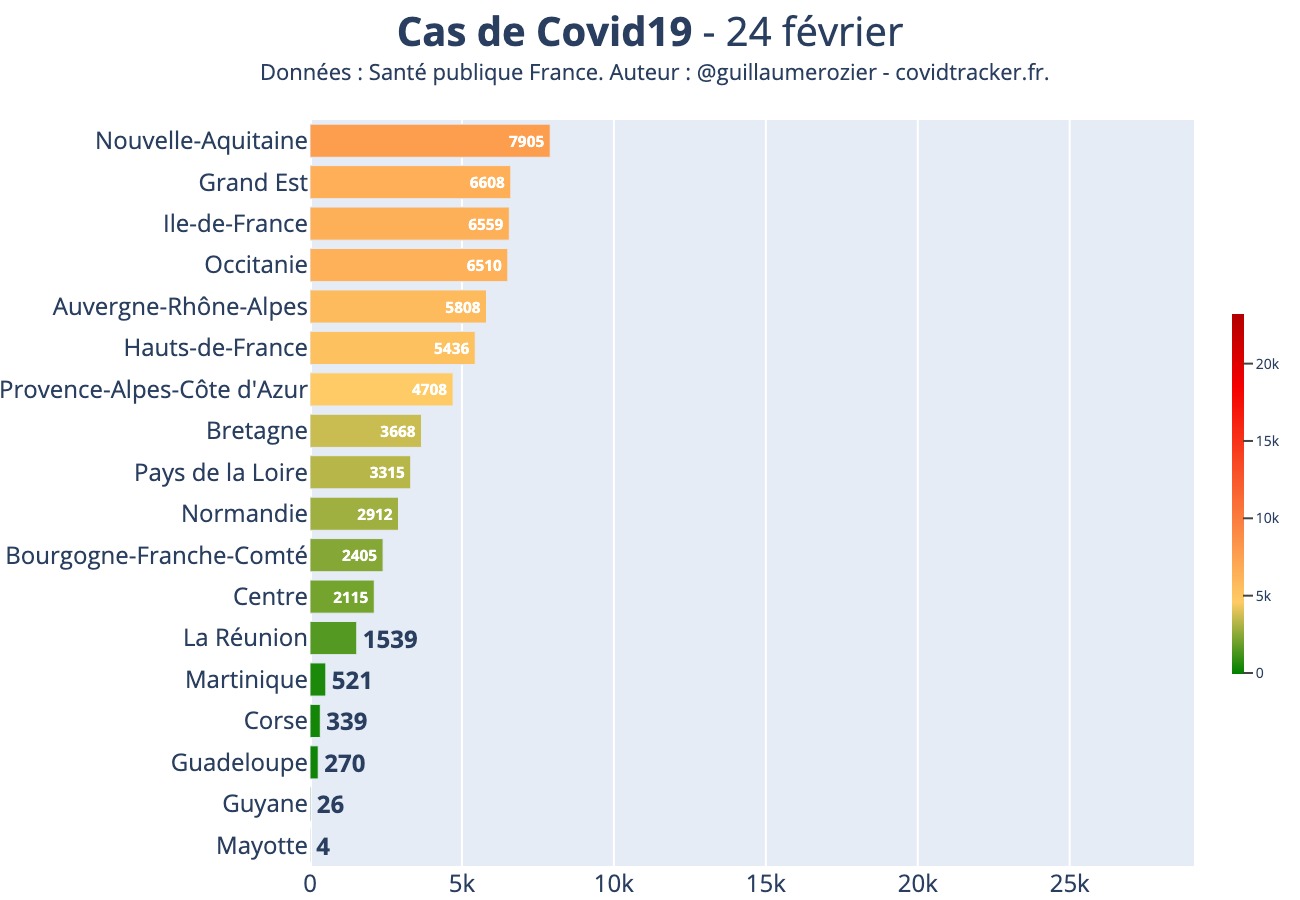 Cas de Covid19 - 24 février
Données : Santé publique France. Auteur : @guillaumerozier - covidtracker.fr.
Nouvelle-Aquitaine 7905
Grand Est 6608
Ile-de-France 6559
Occitanie 6510
Auvergne-Rhône-Alpes 5808
Hauts-de-France 5436
Provence-Alpes-Côte d'Azur 4708
Bretagne 3668
Pays de la Loire 3315
Normandie 2912
Bourgogne-Franche-Comté 2405
Centre 2115
La Réunion 1539
Martinique 521
Corse 339
Guadeloupe 270
Guyane 26
Mayotte 4
0 5k 10k 15k 20k 25k
20k
15k
10k
5k
0